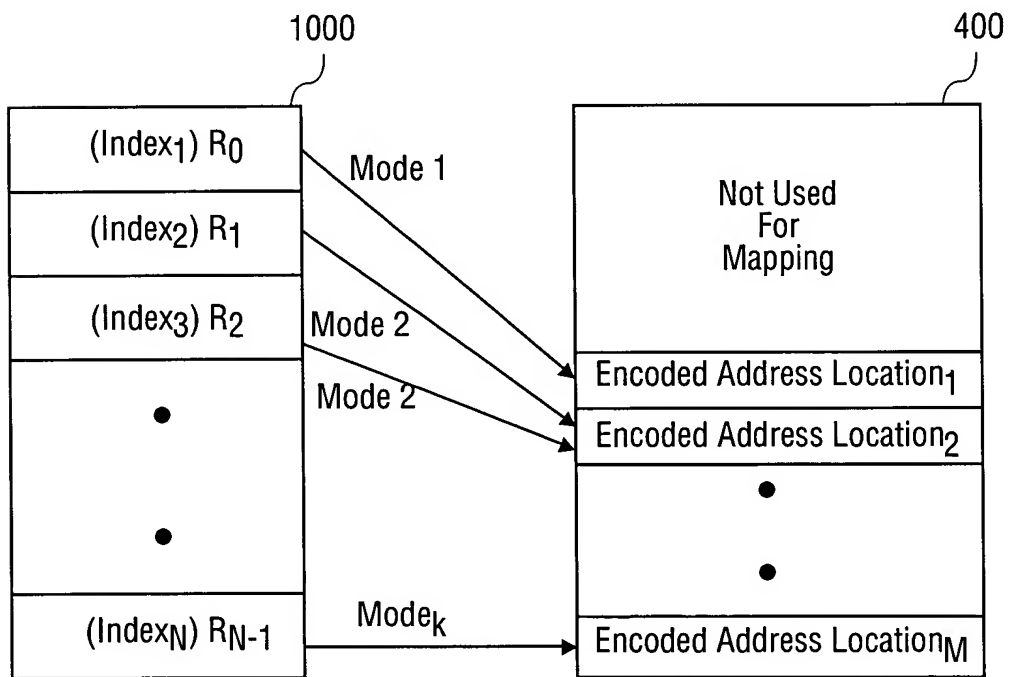 1000
400
(Index1) R0
(Index2) R1
(Index3) R2
(IndexN) RN-1
Mode 1
Mode 2
Mode 2
Modek
Not Used
For
Mapping
Encoded Address Location1
Encoded Address Location2
Encoded Address LocationM